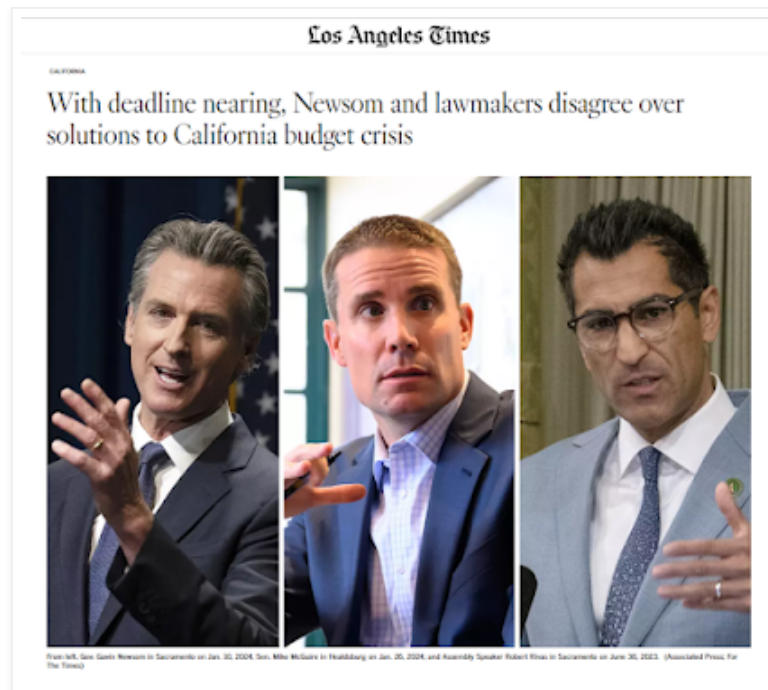 Los Angeles Times
CALIFORNIA
With deadline nearing, Newsom and lawmakers disagree over
solutions to California budget crisis
From left, Gov. Gavin Newsom in Sacramento on Jan. 10, 2024, Sen. Mike McGuire in Healdsburg on Jan. 26, 2024, and Assembly Speaker Robert Rivas in Sacramento on June 30, 2023. (Associated Press; For
The Times)